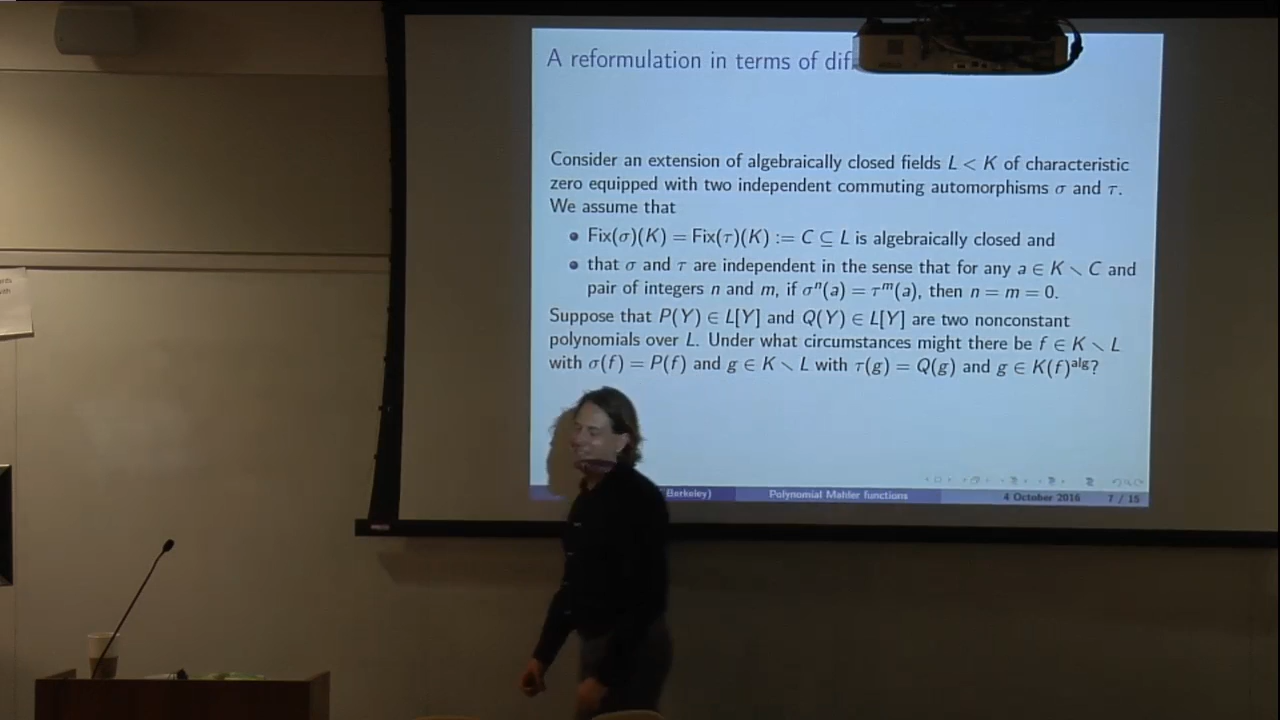 A reformulation in terms of dif
Consider an extension of algebraically closed fields L < K of characteristic
zero equipped with two independent commuting automorphisms σ and τ.
We assume that
• Fix(σ)(K) = Fix(τ)(K) := C ⊆ L is algebraically closed and
• that σ and τ are independent in the sense that for any a ∈ K ∖ C and
pair of integers n and m, if σⁿ(a) = τᵐ(a), then n = m = 0.
Suppose that P(Y) ∈ L[Y] and Q(Y) ∈ L[Y] are two nonconstant
polynomials over L. Under what circumstances might there be f ∈ K ∖ L
with σ(f) = P(f) and g ∈ K ∖ L with τ(g) = Q(g) and g ∈ K(f)ᵃˡᵍ?
Berkeley) Polynomial Mahler functions 4 October 2016 7 / 15